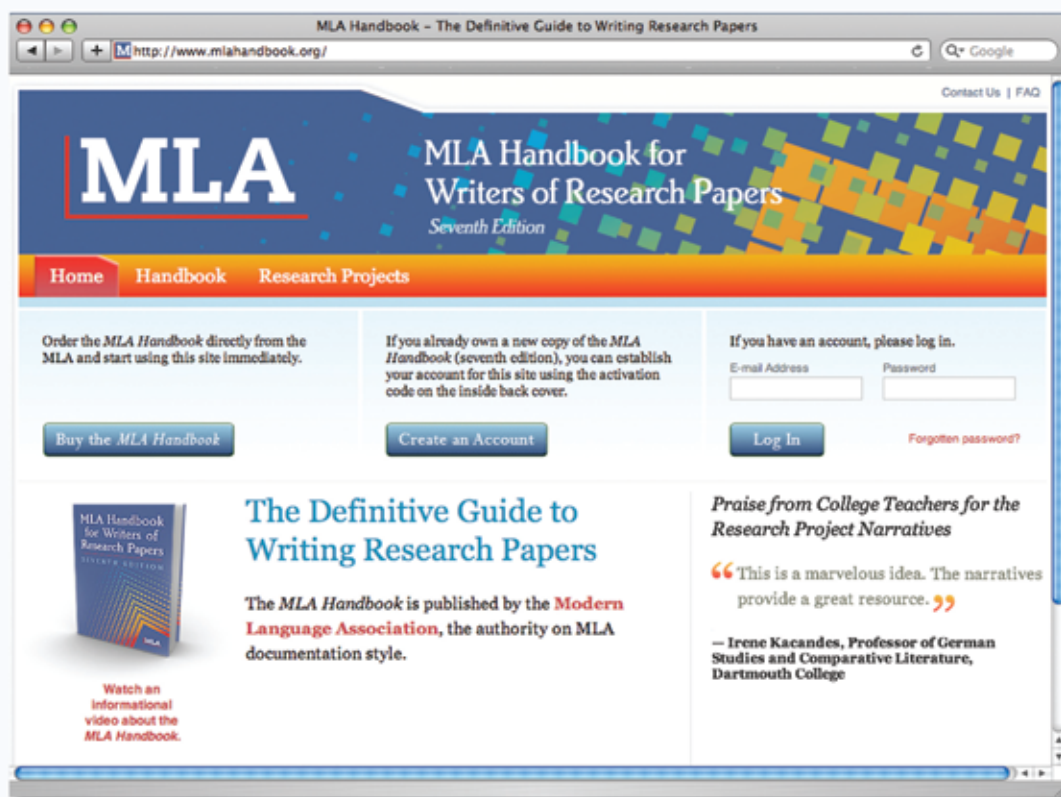 MLA Handbook – The Definitive Guide to Writing Research Papers
http://www.mlahandbook.org/
Google
Contact Us | FAQ
MLA
MLA Handbook for
Writers of Research Papers
Seventh Edition
Home Handbook Research Projects
Order the MLA Handbook directly from the
MLA and start using this site immediately.
Buy the MLA Handbook
If you already own a new copy of the MLA
Handbook (seventh edition), you can establish
your account for this site using the activation
code on the inside back cover.
Create an Account
If you have an account, please log in.
E-mail Address Password
Log In Forgotten password?
MLA Handbook
for Writers of
Research Papers
SEVENTH EDITION
MLA
Watch an
informational
video about the
MLA Handbook.
The Definitive Guide to
Writing Research Papers
The MLA Handbook is published by the Modern
Language Association, the authority on MLA
documentation style.
Praise from College Teachers for the
Research Project Narratives
“ This is a marvelous idea. The narratives
provide a great resource. ”
— Irene Kacandes, Professor of German
Studies and Comparative Literature,
Dartmouth College